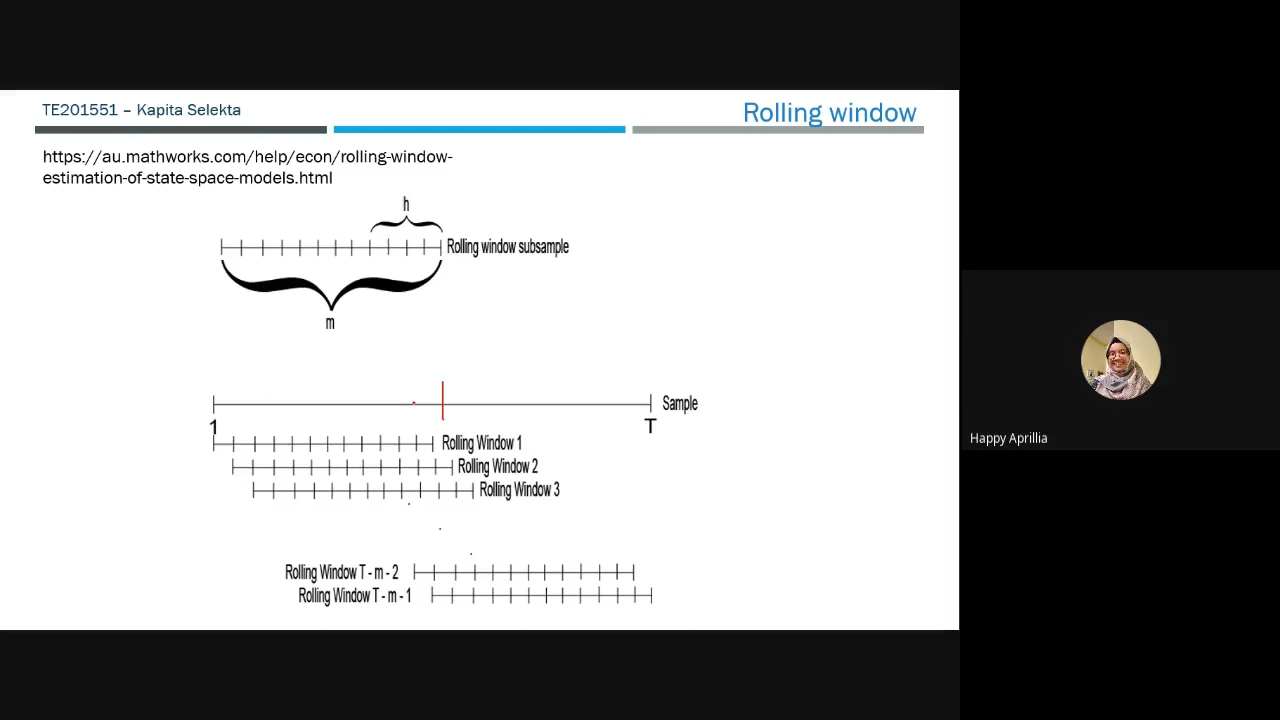 TE201551 – Kapita Selekta
Rolling window
https://au.mathworks.com/help/econ/rolling-window-
estimation-of-state-space-models.html
h
Rolling window subsample
m
Sample
1
T
Rolling Window 1
Rolling Window 2
Rolling Window 3
Rolling Window T - m - 2
Rolling Window T - m - 1
Happy Aprillia